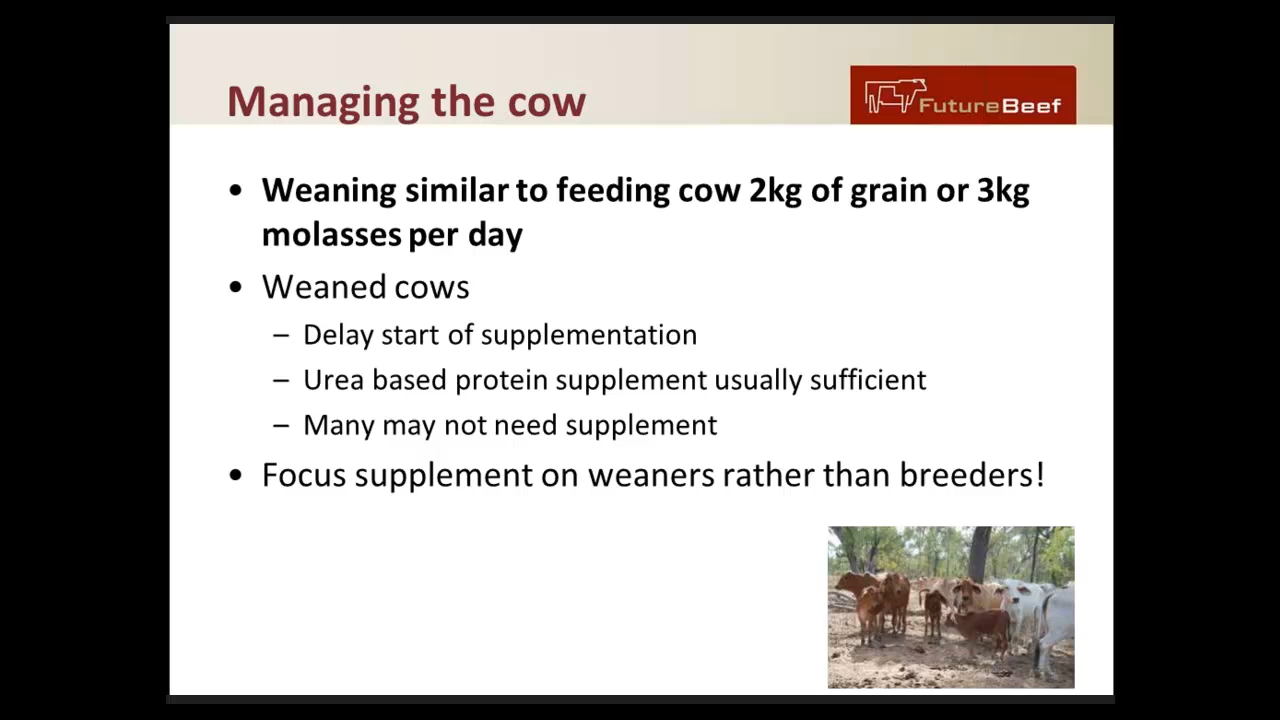 Managing the cow
FutureBeef
• Weaning similar to feeding cow 2kg of grain or 3kg
molasses per day
• Weaned cows
– Delay start of supplementation
– Urea based protein supplement usually sufficient
– Many may not need supplement
• Focus supplement on weaners rather than breeders!